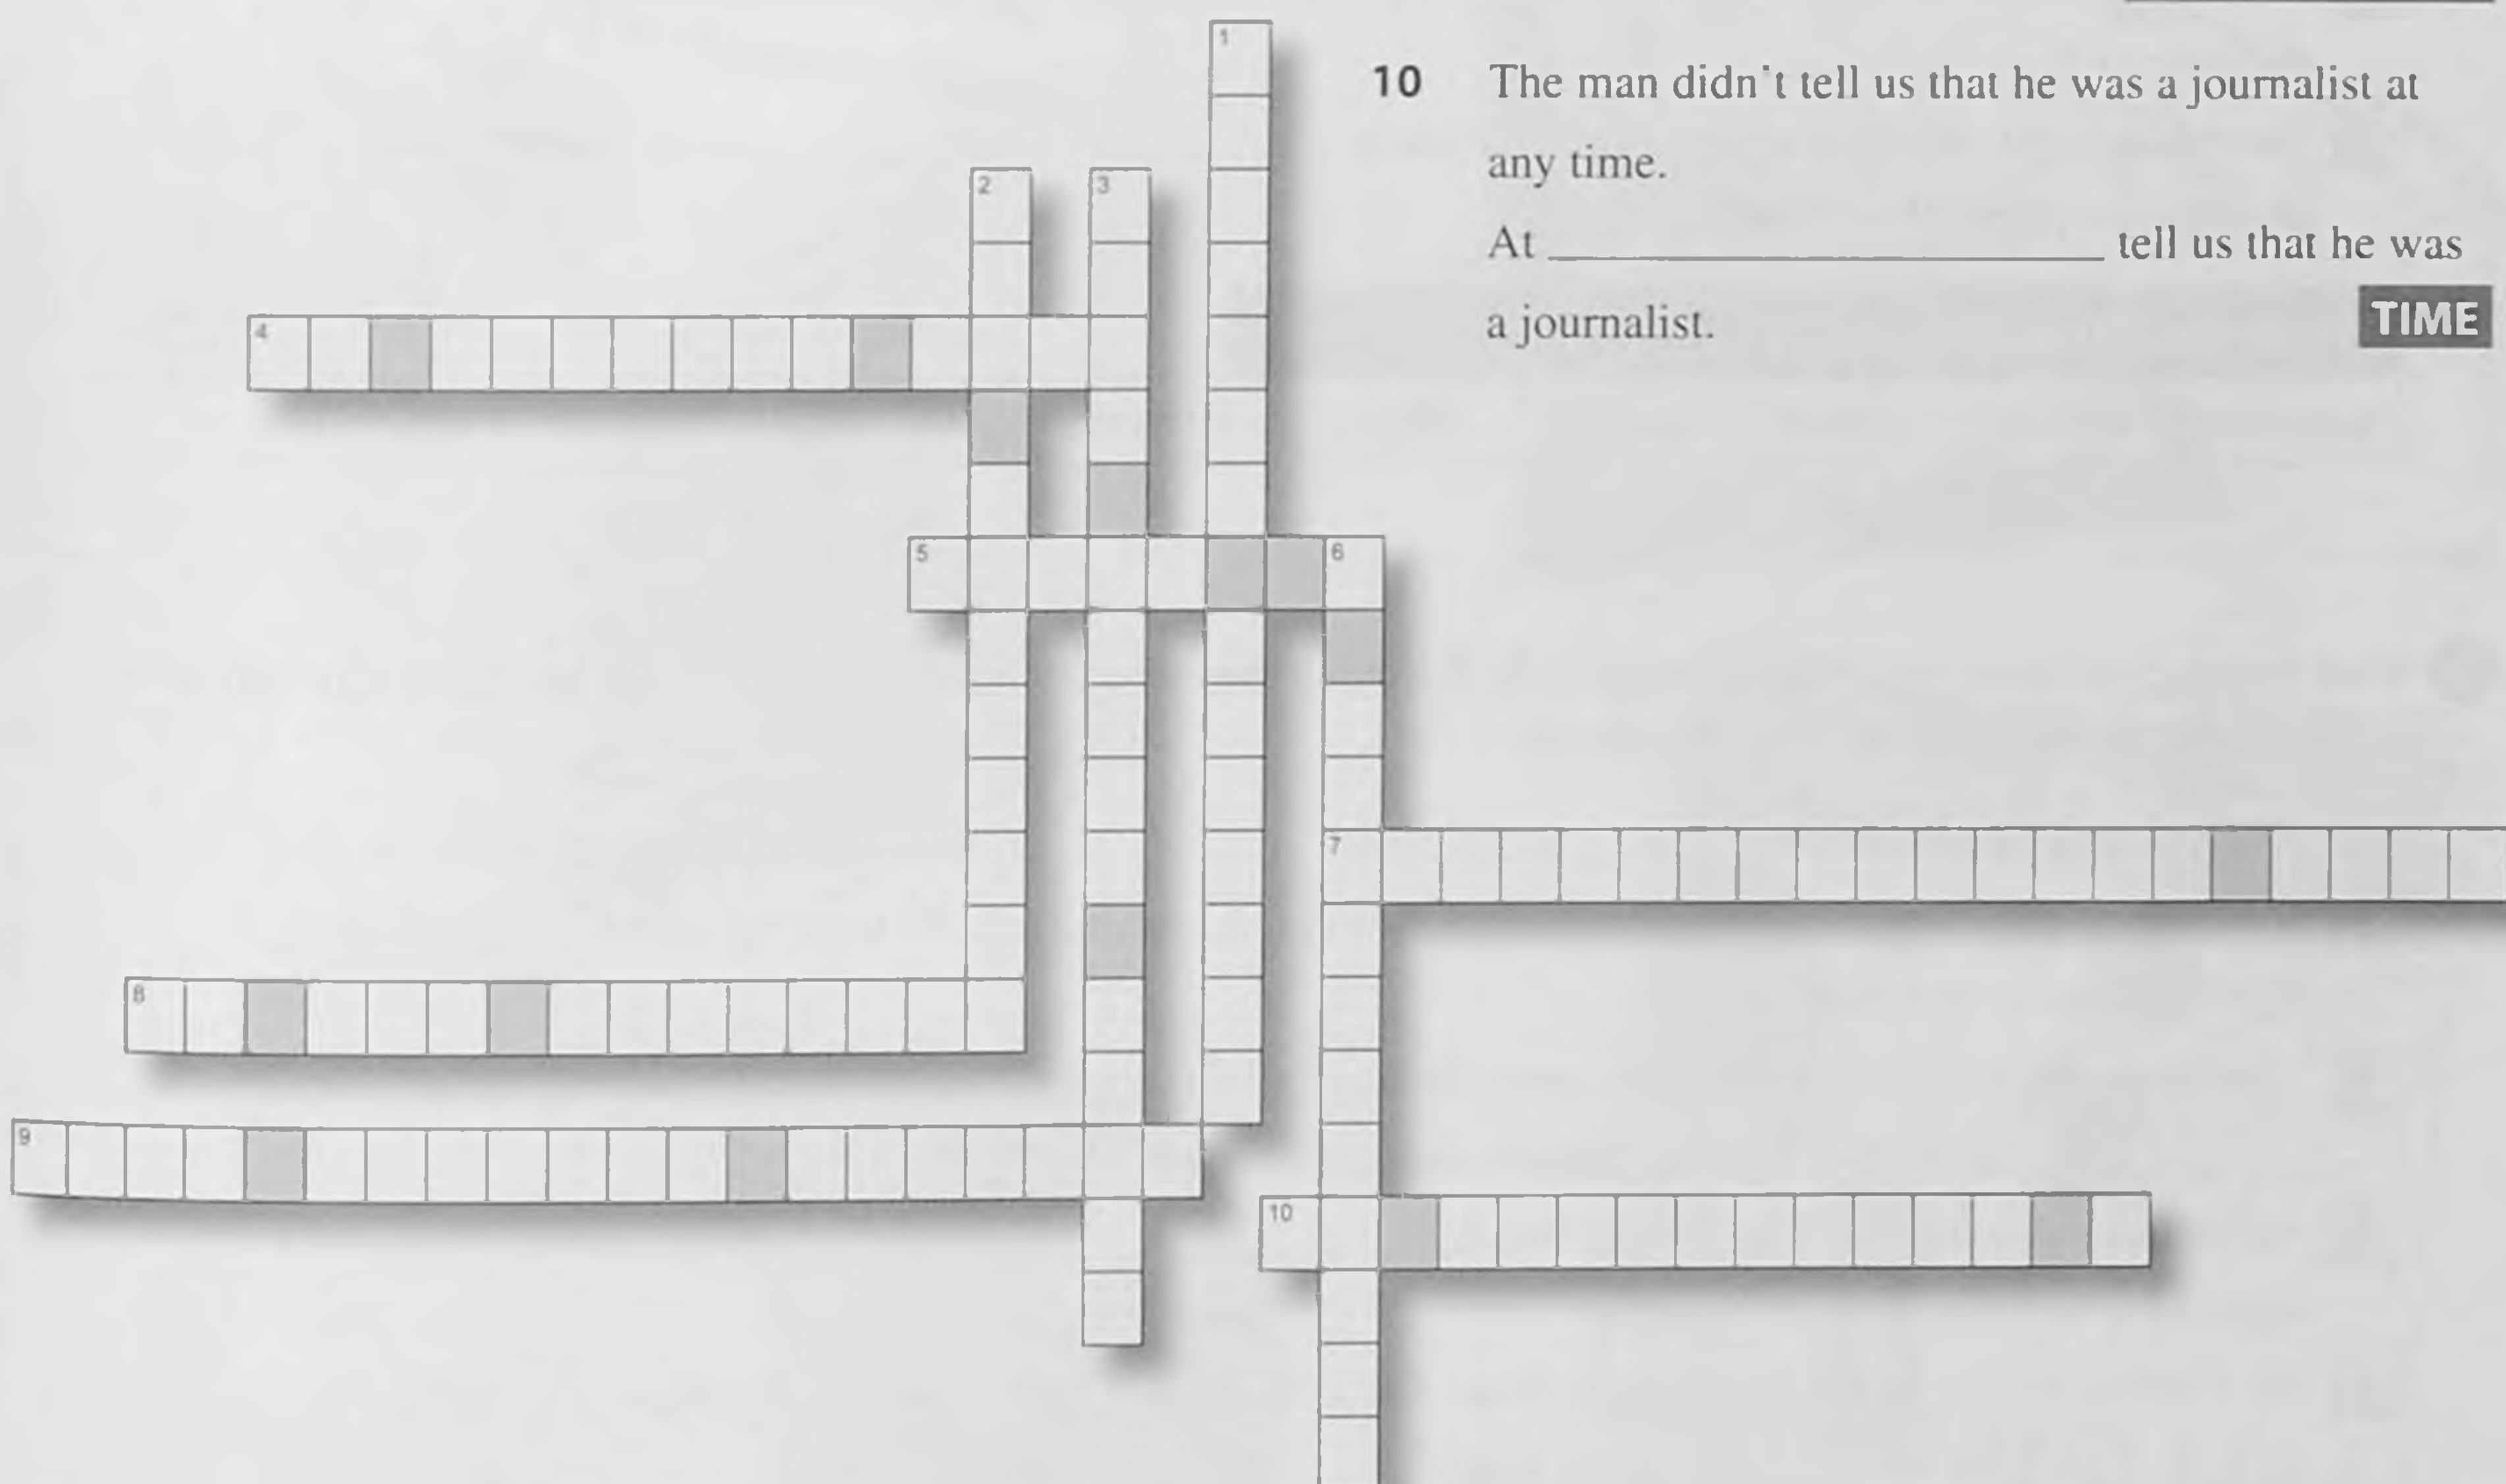 1
10 The man didn't tell us that he was a journalist at
any time.
2 3
At ______________________ tell us that he was
a journalist. TIME
4
5 6
7
8
9
10